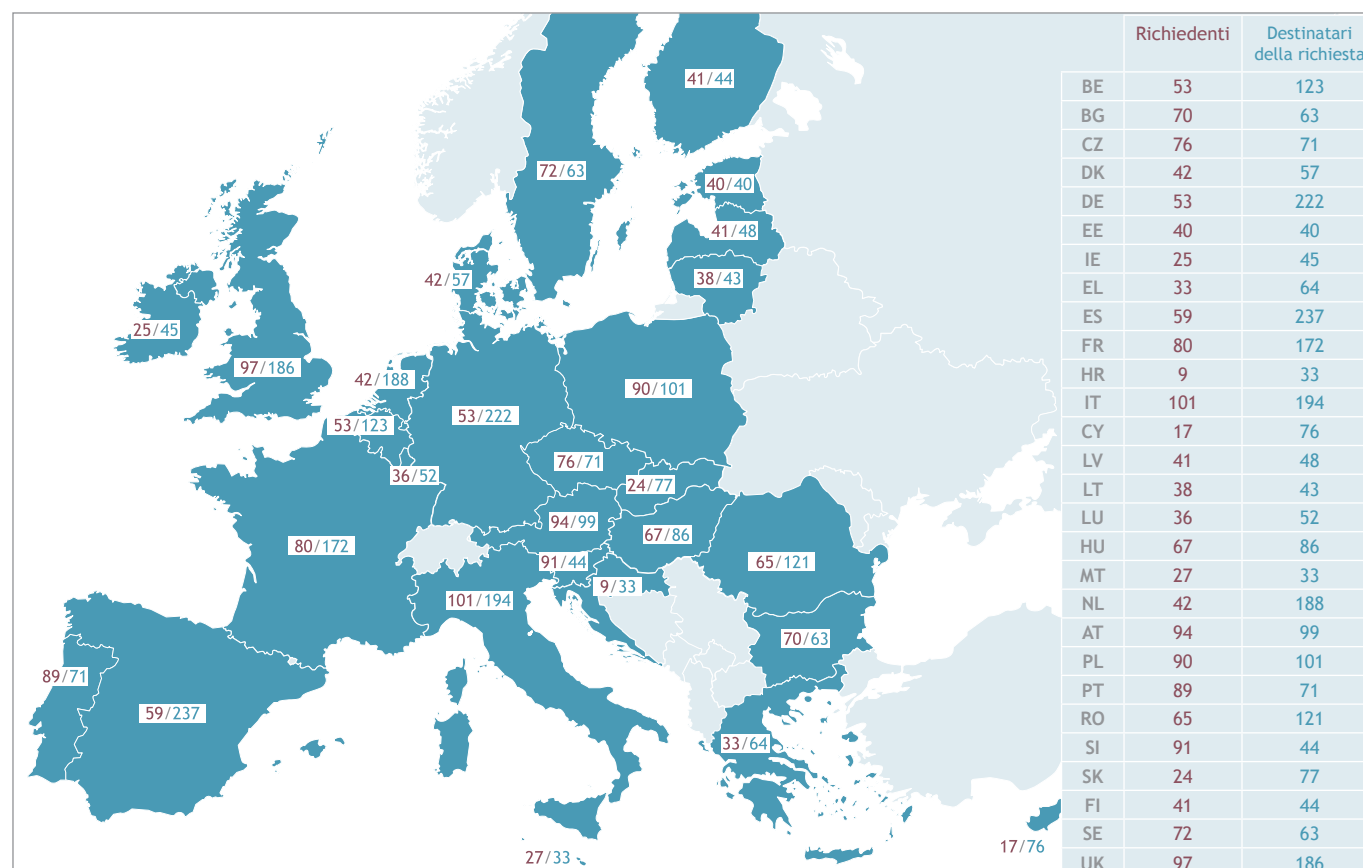 41/44
72/63
40/40
41/48
42/57
38/43
25/45
97/186
42/188
90/101
53/123
53/222
76/71
36/52
24/77
94/99
67/86
80/172
91/44
65/121
9/33
101/194
70/63
89/71
59/237
33/64
17/76
27/33
Richiedenti Destinatari
della richiesta
BE 53 123
BG 70 63
CZ 76 71
DK 42 57
DE 53 222
EE 40 40
IE 25 45
EL 33 64
ES 59 237
FR 80 172
HR 9 33
IT 101 194
CY 17 76
LV 41 48
LT 38 43
LU 36 52
HU 67 86
MT 27 33
NL 42 188
AT 94 99
PL 90 101
PT 89 71
RO 65 121
SI 91 44
SK 24 77
FI 41 44
SE 72 63
UK 97 186